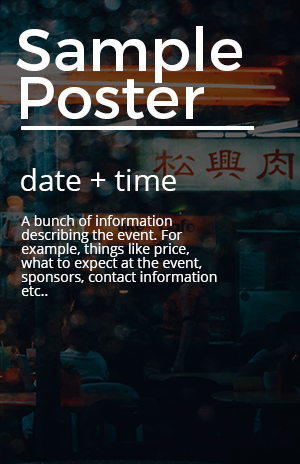 Sample
Poster
松興肉
date + time
A bunch of information
describing the event. For
example, things like price,
what to expect at the event,
sponsors, contact information
etc..